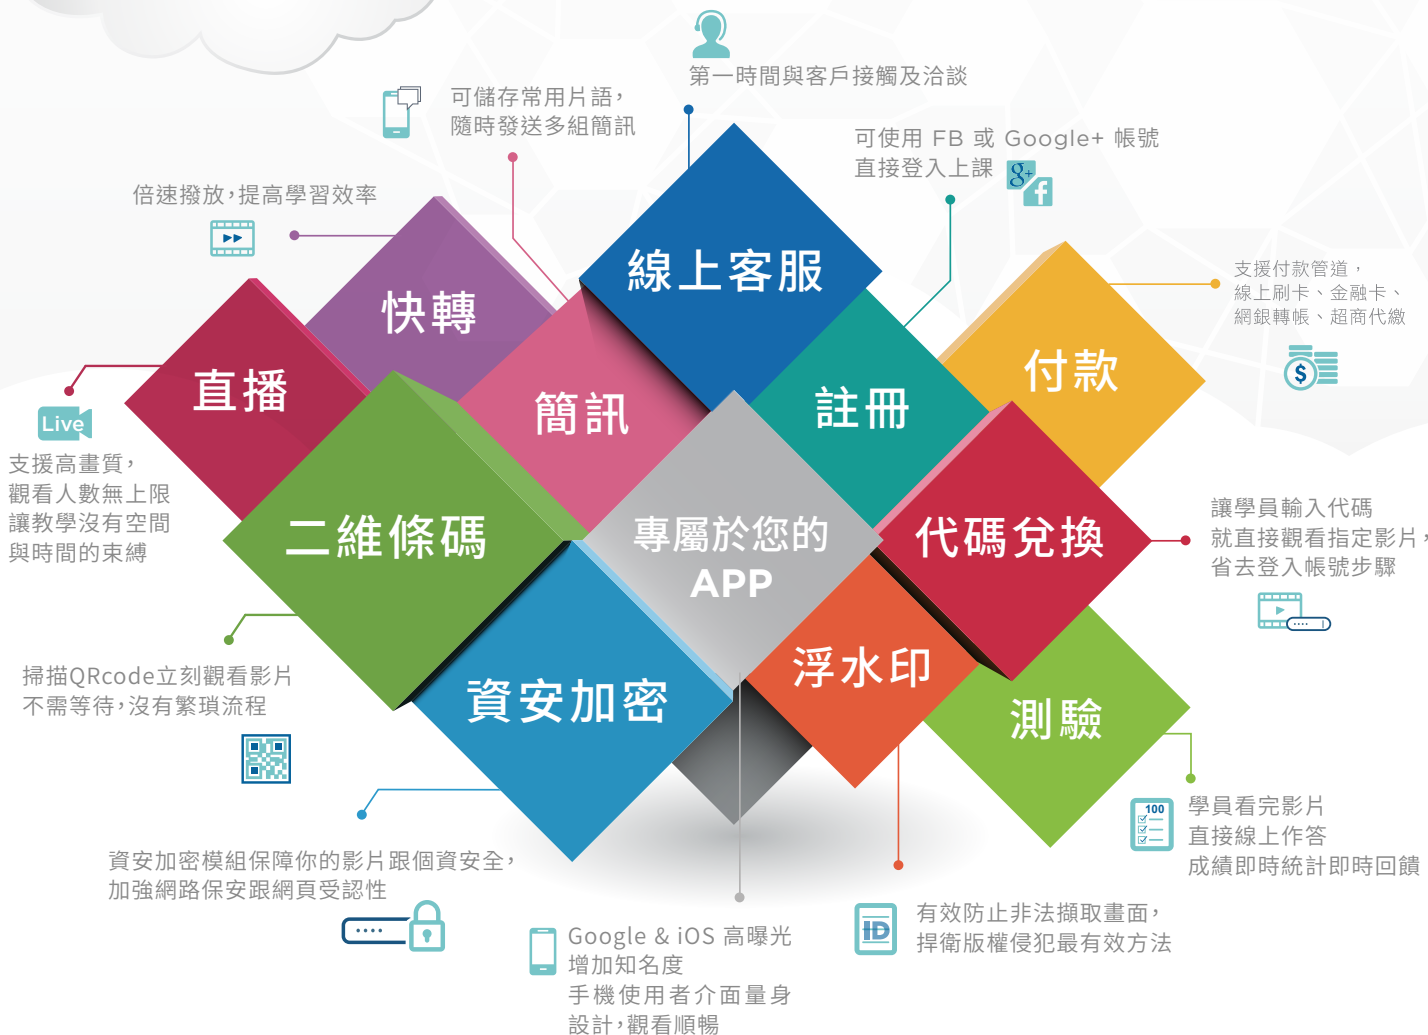 第一時間與客戶接觸及洽談
可儲存常用片語，
隨時發送多組簡訊
可使用 FB 或 Google+ 帳號
直接登入上課
g+
f
倍速撥放，提高學習效率
線上客服
支援付款管道，
線上刷卡、金融卡、
網銀轉帳、超商代繳
$
快轉
付款
直播
簡訊
註冊
Live
支援高畫質，
觀看人數無上限
讓教學沒有空間
與時間的束縛
二維條碼
專屬於您的
APP
代碼兌換
讓學員輸入代碼
就直接觀看指定影片，
省去登入帳號步驟
掃描QRcode立刻觀看影片
不需等待，沒有繁瑣流程
資安加密
浮水印
測驗
100
學員看完影片
直接線上作答
成績即時統計即時回饋
資安加密模組保障你的影片跟個資安全，
加強網路保安跟網頁受認性
ID
有效防止非法擷取畫面，
捍衛版權侵犯最有效方法
Google & iOS 高曝光
增加知名度
手機使用者介面量身
設計，觀看順暢